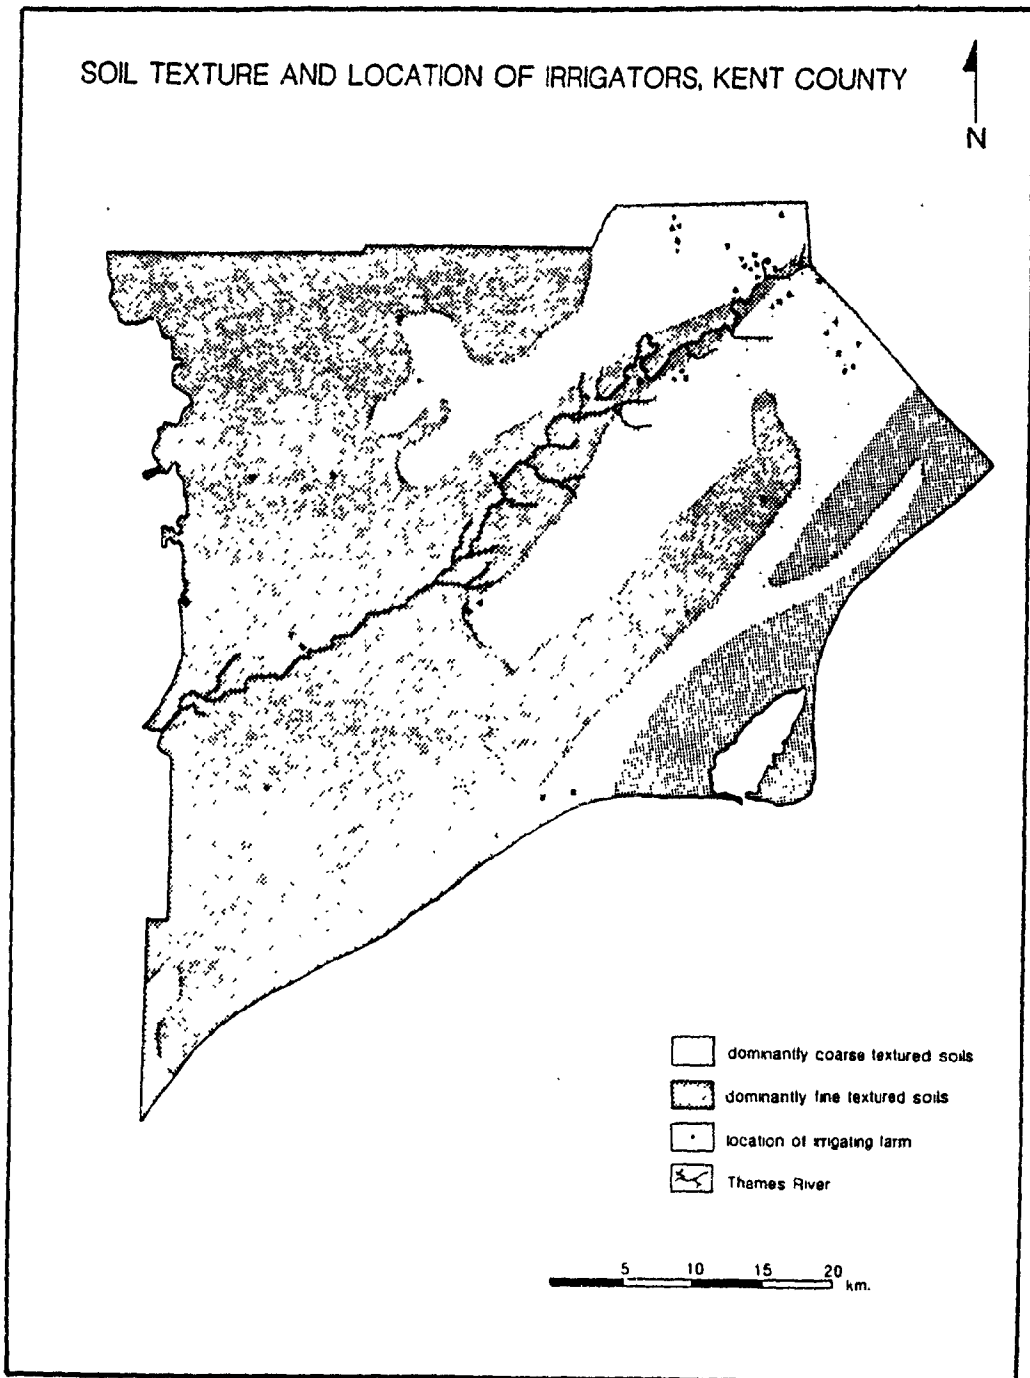 SOIL TEXTURE AND LOCATION OF IRRIGATORS, KENT COUNTY
N
dominantly coarse textured soils
dominantly fine textured soils
location of irrigating farm
Thames River
5 10 15 20
km.